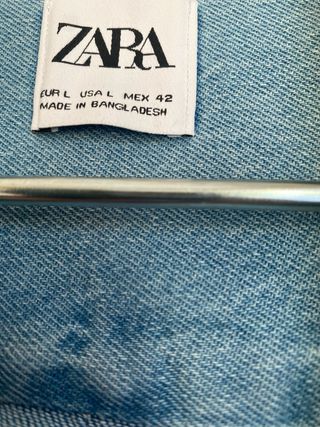 ZARA
EUR L USA L MEX 42
MADE IN BANGLADESH